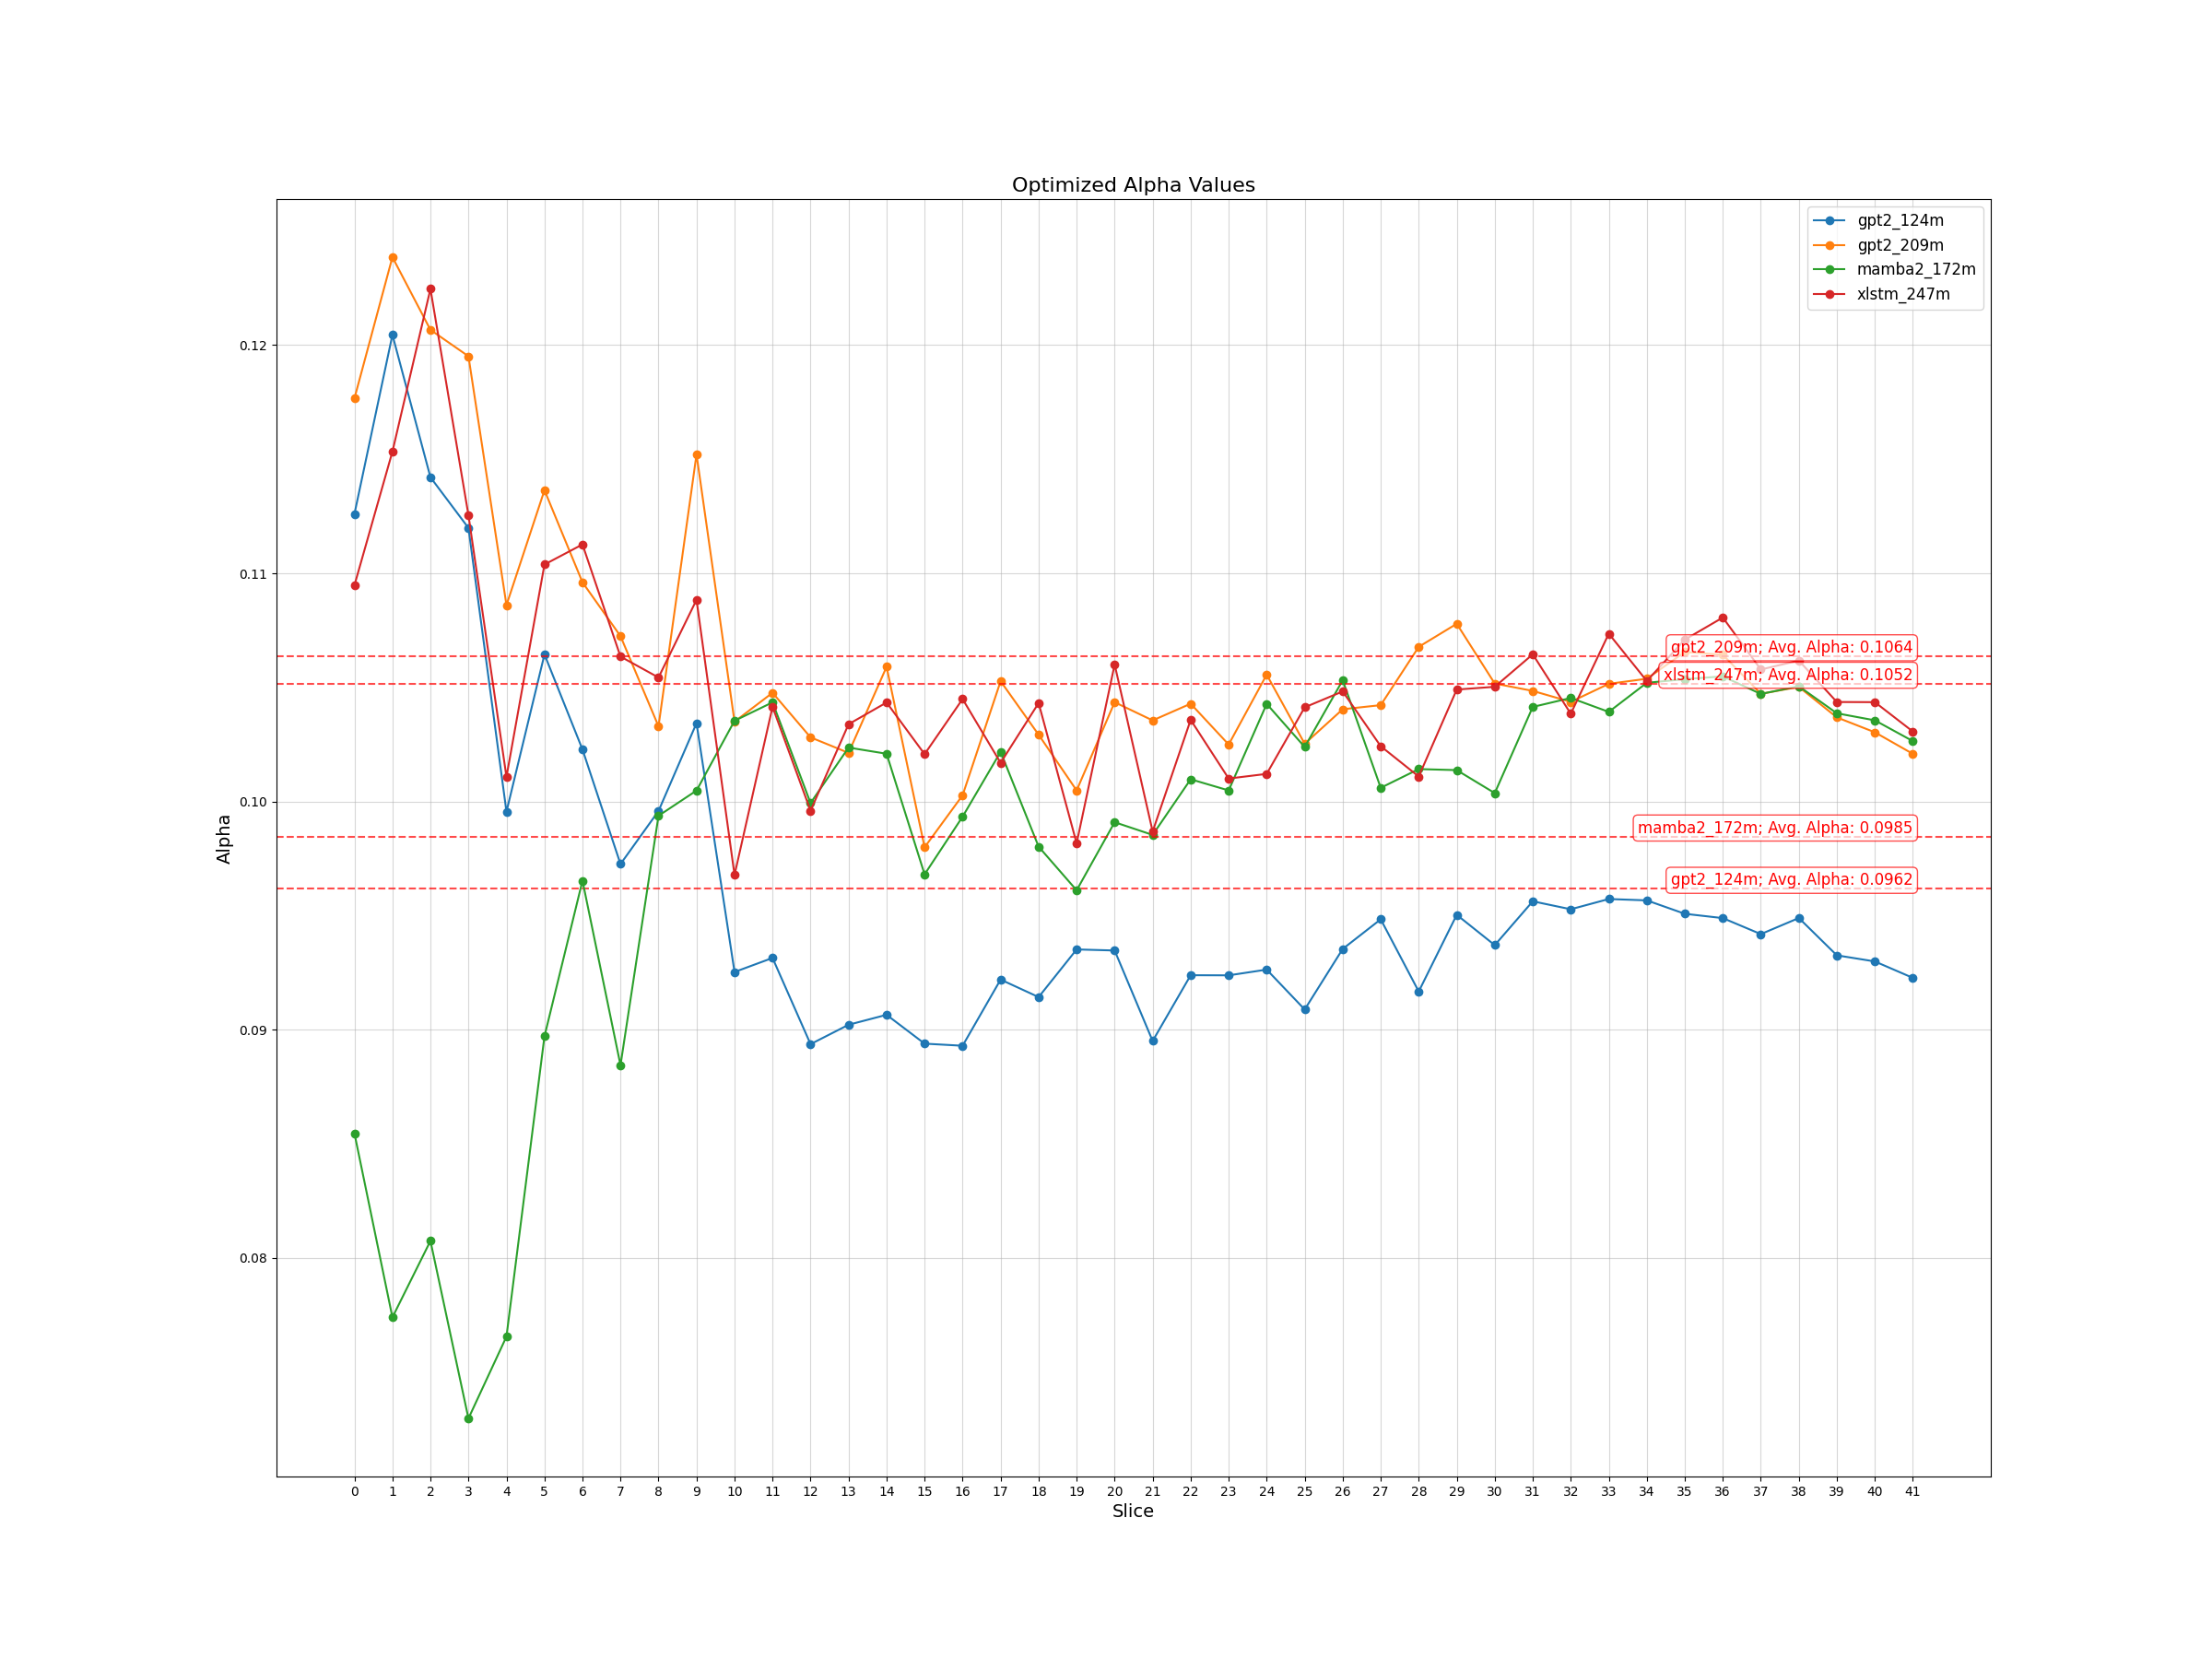 Optimized Alpha Values
gpt2_124m
gpt2_209m
mamba2_172m
xlstm_247m
0.12
0.11
0.10
0.09
0.08
Alpha
gpt2_209m; Avg. Alpha: 0.1064
xlstm_247m; Avg. Alpha: 0.1052
mamba2_172m; Avg. Alpha: 0.0985
gpt2_124m; Avg. Alpha: 0.0962
0 1 2 3 4 5 6 7 8 9 10 11 12 13 14 15 16 17 18 19 20 21 22 23 24 25 26 27 28 29 30 31 32 33 34 35 36 37 38 39 40 41
Slice